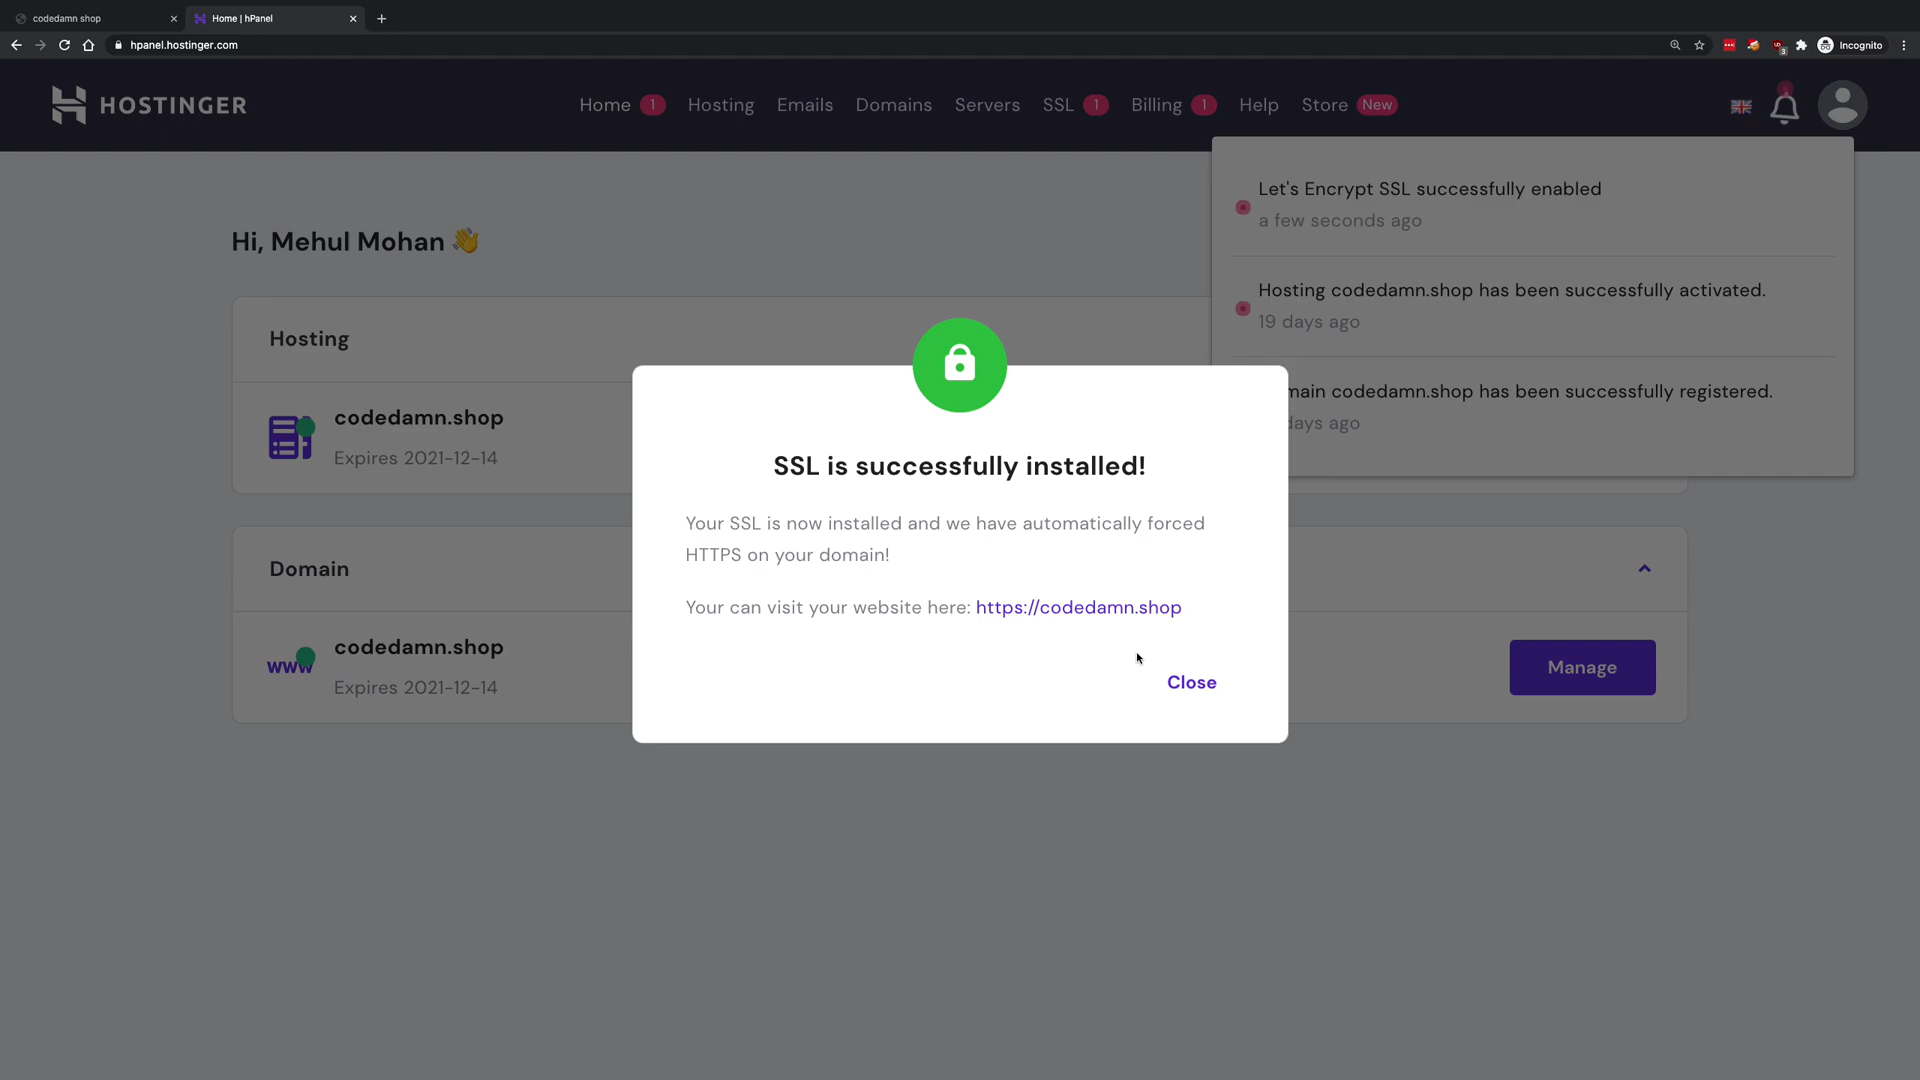 codedamn shop
Home | hPanel
hpanel.hostinger.com
Incognito
HOSTINGER
Home 1 Hosting Emails Domains Servers SSL 1 Billing 1 Help Store New
Let's Encrypt SSL successfully enabled
a few seconds ago
Hosting codedamn.shop has been successfully activated.
19 days ago
main codedamn.shop has been successfully registered.
days ago
Hi, Mehul Mohan 👋
Hosting
codedamn.shop
Expires 2021-12-14
Domain
www
codedamn.shop
Expires 2021-12-14
Manage
SSL is successfully installed!
Your SSL is now installed and we have automatically forced
HTTPS on your domain!
Your can visit your website here: https://codedamn.shop
Close